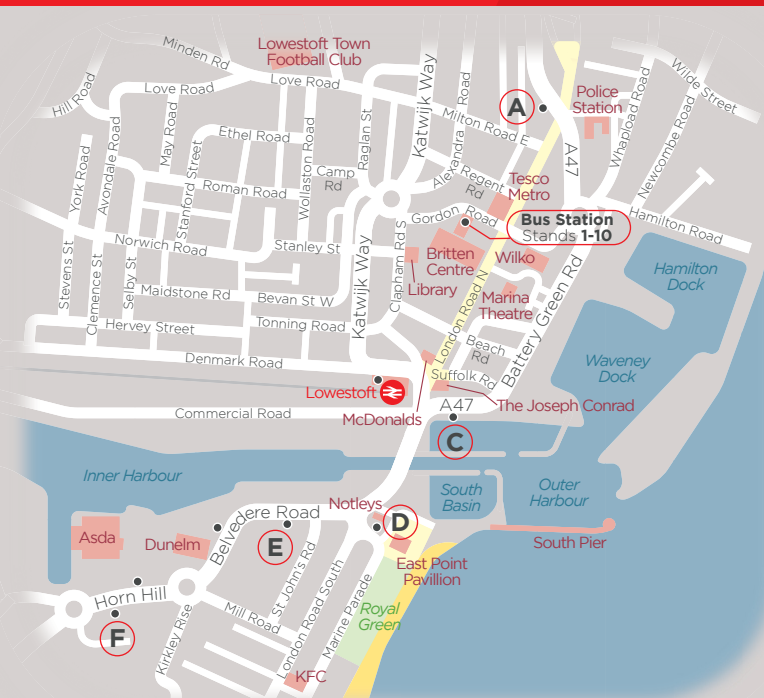 Minden Rd
Lowestoft Town
Football Club
Love Road
Love Road
Hill Road
Katwijk Way
Alexandra Road
Milton Road E
A
Police
Station
A47
Whapload Road
Wilde Street
Newcombe Road
York Road
Avondale Road
May Road
Ethel Road
Stanford Street
Wollaston Road
Raglan St
Camp
Rd
Roman Road
Regent
Rd
Tesco
Metro
Gordon Road
Bus Station
Stands 1-10
Hamilton Road
Norwich Road
Stanley St
Katwijk Way
Clapham Rd S
Britten
Centre
Wilko
Library
London Road N
Marina
Theatre
Battery Green Rd
Hamilton
Dock
Stevens St
Clemence St
Selby St
Maidstone Rd
Bevan St W
Hervey Street
Tonning Road
Beach
Rd
Suffolk Rd
Waveney
Dock
Denmark Road
Lowestoft
Commercial Road
McDonalds
A47
The Joseph Conrad
C
Inner Harbour
South
Basin
Outer
Harbour
Notleys
D
Asda
Dunelm
Belvedere Road
E
South Pier
East Point
Pavillion
Horn Hill
F
Kirkley Rise
Mill Road
St John's Rd
London Road South
Marine Parade
Royal
Green
KFC